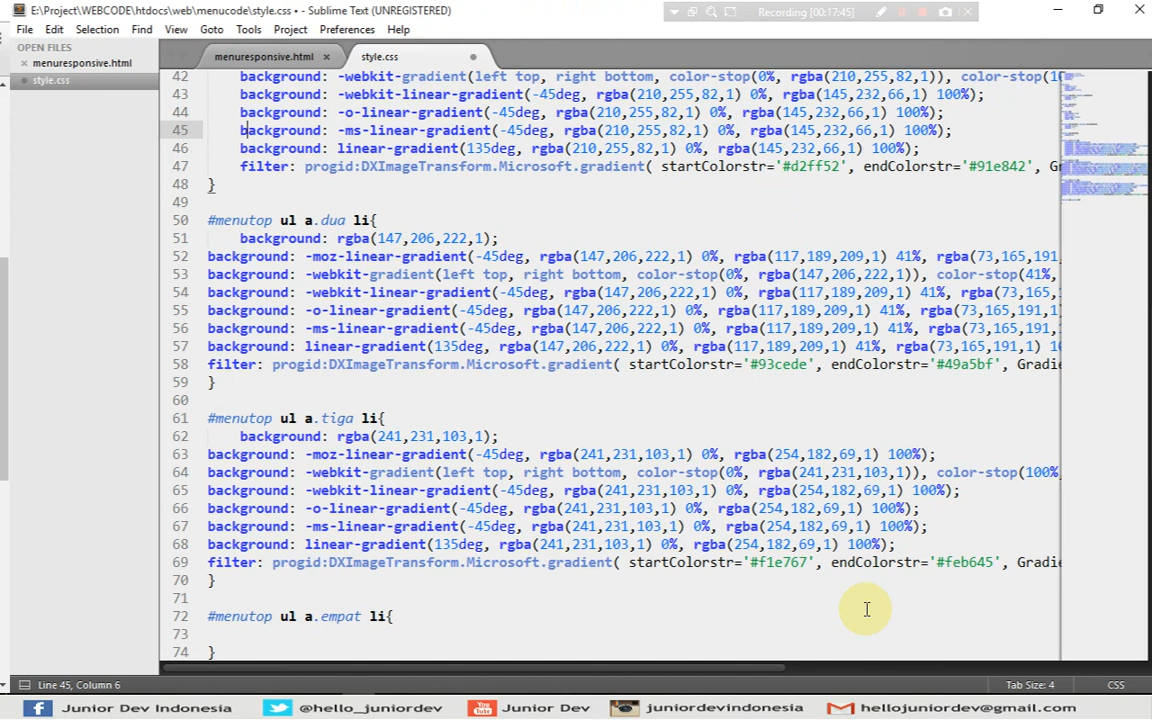 E:\Project\WEBCODE\htdocs\web\menucode\style.css • - Sublime Text (UNREGISTERED)
Recording [00:17:45]
File Edit Selection Find View Goto Tools Project Preferences Help
OPEN FILES
menuresponsive.html
style.css
menuresponsive.html
style.css
42 background: -webkit-gradient(left top, right bottom, color-stop(0%, rgba(210,255,82,1)), color-stop(10
43 background: -webkit-linear-gradient(-45deg, rgba(210,255,82,1) 0%, rgba(145,232,66,1) 100%);
44 background: -o-linear-gradient(-45deg, rgba(210,255,82,1) 0%, rgba(145,232,66,1) 100%);
45 background: -ms-linear-gradient(-45deg, rgba(210,255,82,1) 0%, rgba(145,232,66,1) 100%);
46 background: linear-gradient(135deg, rgba(210,255,82,1) 0%, rgba(145,232,66,1) 100%);
47 filter: progid:DXImageTransform.Microsoft.gradient( startColorstr='#d2ff52', endColorstr='#91e842', Gr
48 }
49
50 #menutop ul a.dua li{
51 background: rgba(147,206,222,1);
52 background: -moz-linear-gradient(-45deg, rgba(147,206,222,1) 0%, rgba(117,189,209,1) 41%, rgba(73,165,191,
53 background: -webkit-gradient(left top, right bottom, color-stop(0%, rgba(147,206,222,1)), color-stop(41%,
54 background: -webkit-linear-gradient(-45deg, rgba(147,206,222,1) 0%, rgba(117,189,209,1) 41%, rgba(73,165,
55 background: -o-linear-gradient(-45deg, rgba(147,206,222,1) 0%, rgba(117,189,209,1) 41%, rgba(73,165,191,1
56 background: -ms-linear-gradient(-45deg, rgba(147,206,222,1) 0%, rgba(117,189,209,1) 41%, rgba(73,165,191,
57 background: linear-gradient(135deg, rgba(147,206,222,1) 0%, rgba(117,189,209,1) 41%, rgba(73,165,191,1) 10
58 filter: progid:DXImageTransform.Microsoft.gradient( startColorstr='#93cede', endColorstr='#49a5bf', Gradie
59 }
60
61 #menutop ul a.tiga li{
62 background: rgba(241,231,103,1);
63 background: -moz-linear-gradient(-45deg, rgba(241,231,103,1) 0%, rgba(254,182,69,1) 100%);
64 background: -webkit-gradient(left top, right bottom, color-stop(0%, rgba(241,231,103,1)), color-stop(100%
65 background: -webkit-linear-gradient(-45deg, rgba(241,231,103,1) 0%, rgba(254,182,69,1) 100%);
66 background: -o-linear-gradient(-45deg, rgba(241,231,103,1) 0%, rgba(254,182,69,1) 100%);
67 background: -ms-linear-gradient(-45deg, rgba(241,231,103,1) 0%, rgba(254,182,69,1) 100%);
68 background: linear-gradient(135deg, rgba(241,231,103,1) 0%, rgba(254,182,69,1) 100%);
69 filter: progid:DXImageTransform.Microsoft.gradient( startColorstr='#f1e767', endColorstr='#feb645', Gradie
70 }
71
72 #menutop ul a.empat li{
73
74 }
Line 45, Column 6 Tab Size: 4 CSS
Junior Dev Indonesia @hello_juniordev Junior Dev juniordevindonesia hellojuniordev@gmail.com